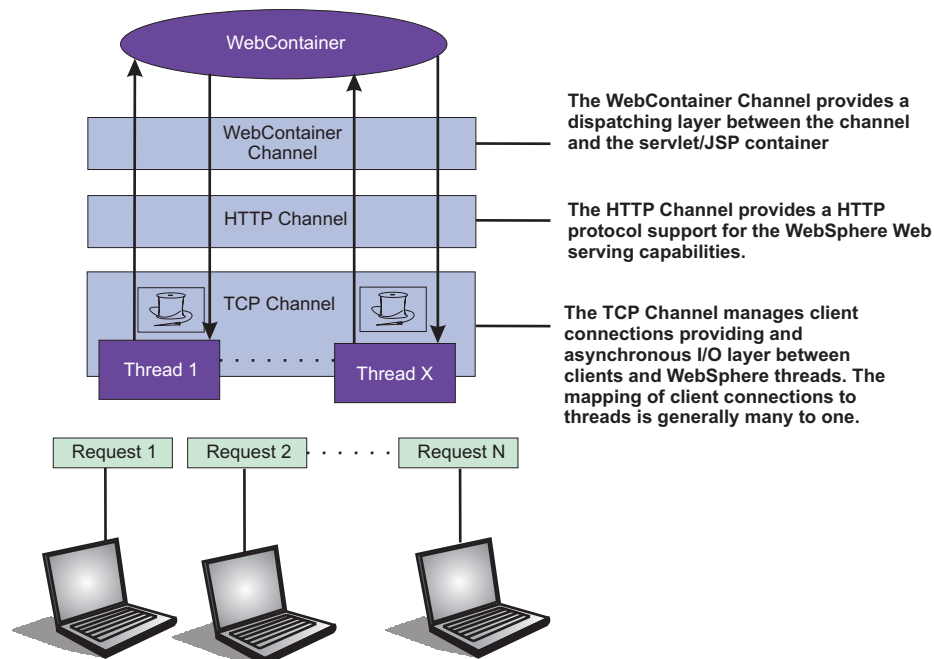 WebContainer
WebContainer
Channel
The WebContainer Channel provides a
dispatching layer between the channel
and the servlet/JSP container
HTTP Channel
The HTTP Channel provides a HTTP
protocol support for the WebSphere Web
serving capabilities.
TCP Channel
The TCP Channel manages client
connections providing and
asynchronous I/O layer between
clients and WebSphere threads. The
mapping of client connections to
threads is generally many to one.
Thread 1
Thread X
Request 1
Request 2
Request N